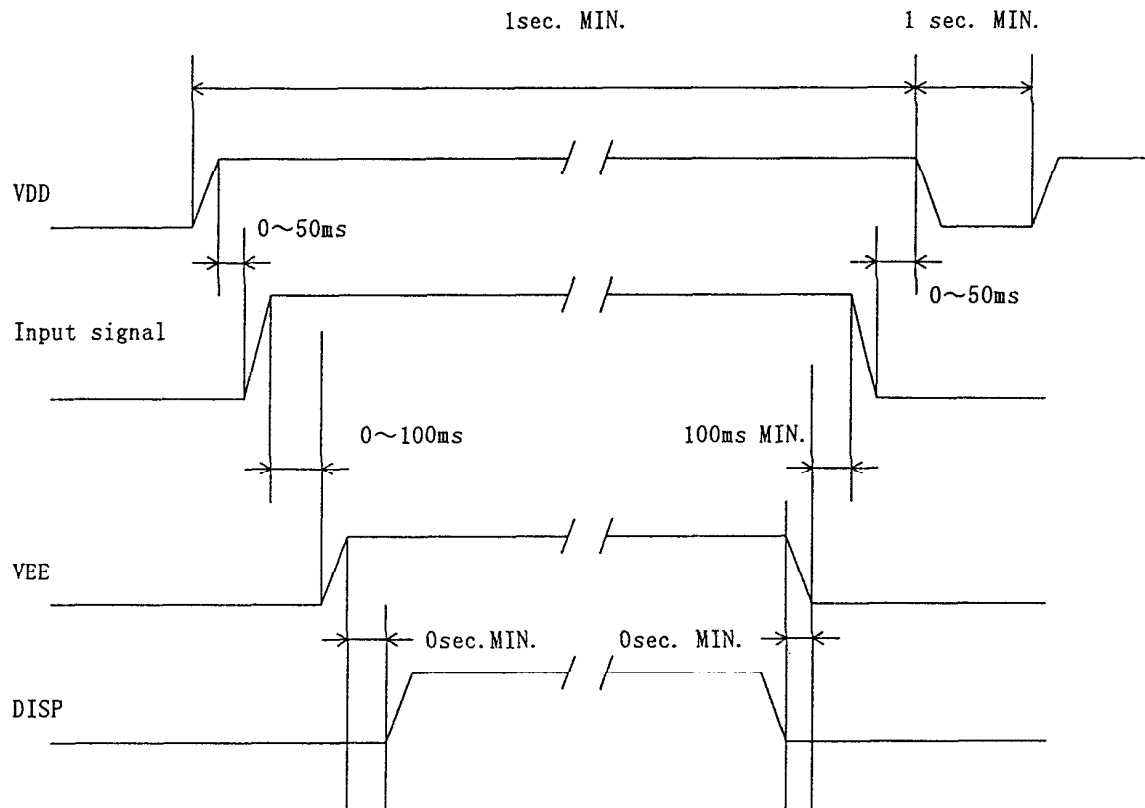 1sec. MIN.
1 sec. MIN.
VDD
0～50ms
0～50ms
Input signal
0～100ms
100ms MIN.
VEE
0sec.MIN.
0sec. MIN.
DISP